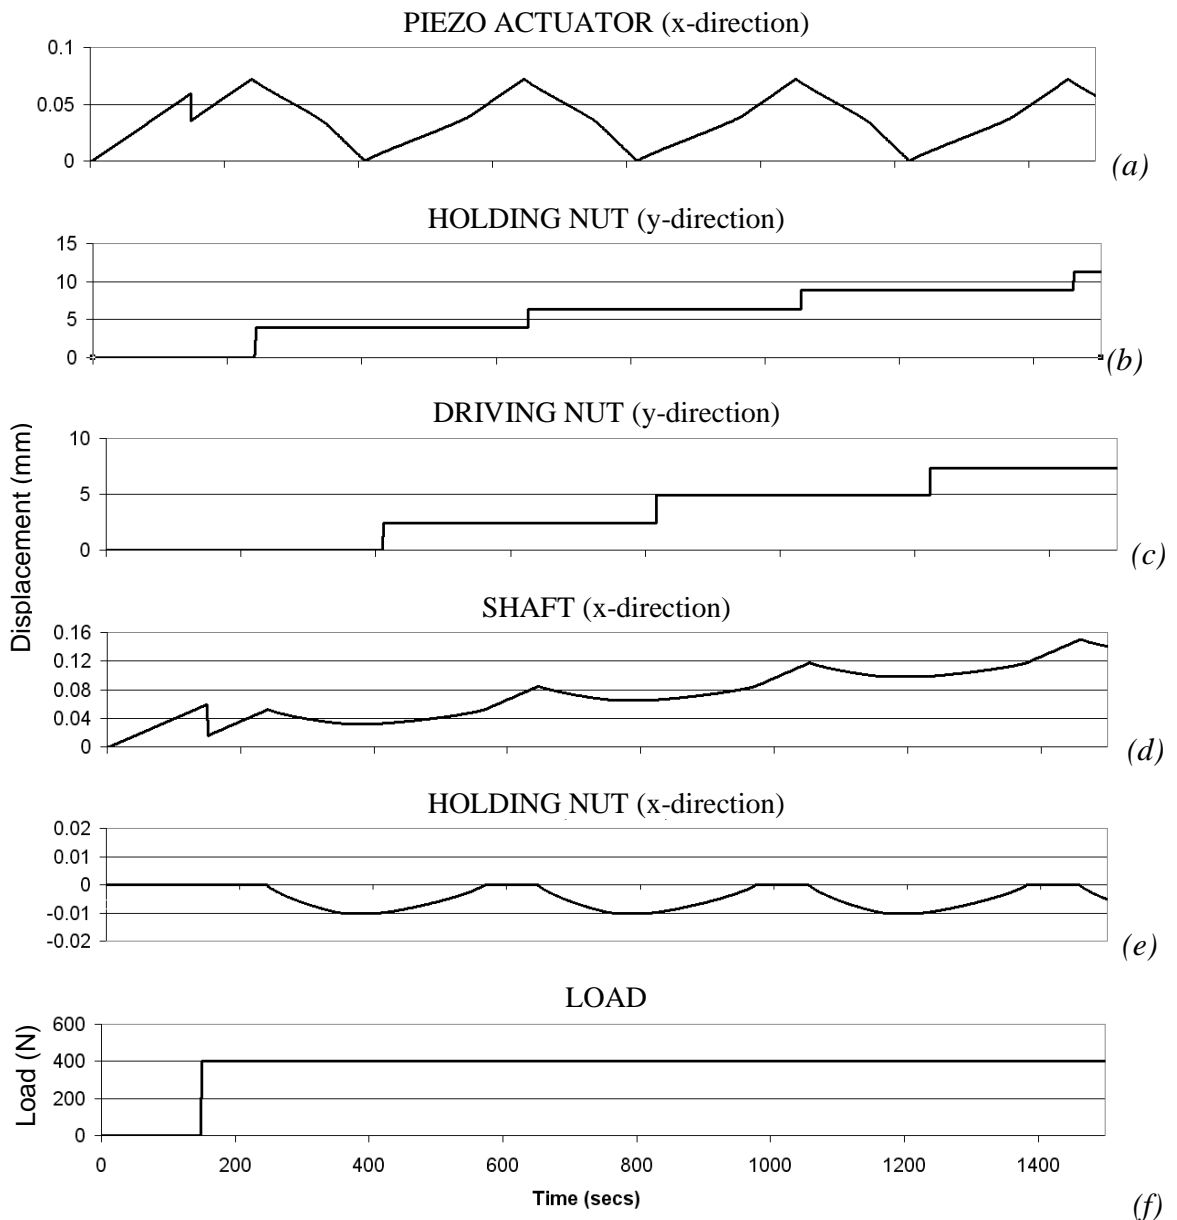 PIEZO ACTUATOR (x-direction)
0.1
0.05
0
(a)
HOLDING NUT (y-direction)
15
10
5
0
(b)
DRIVING NUT (y-direction)
10
5
0
(c)
Displacement (mm)
SHAFT (x-direction)
0.16
0.12
0.08
0.04
0
(d)
HOLDING NUT (x-direction)
0.02
0.01
0
-0.01
-0.02
(e)
LOAD
Load (N)
600
400
200
0
0 200 400 600 800 1000 1200 1400
Time (secs)
(f)